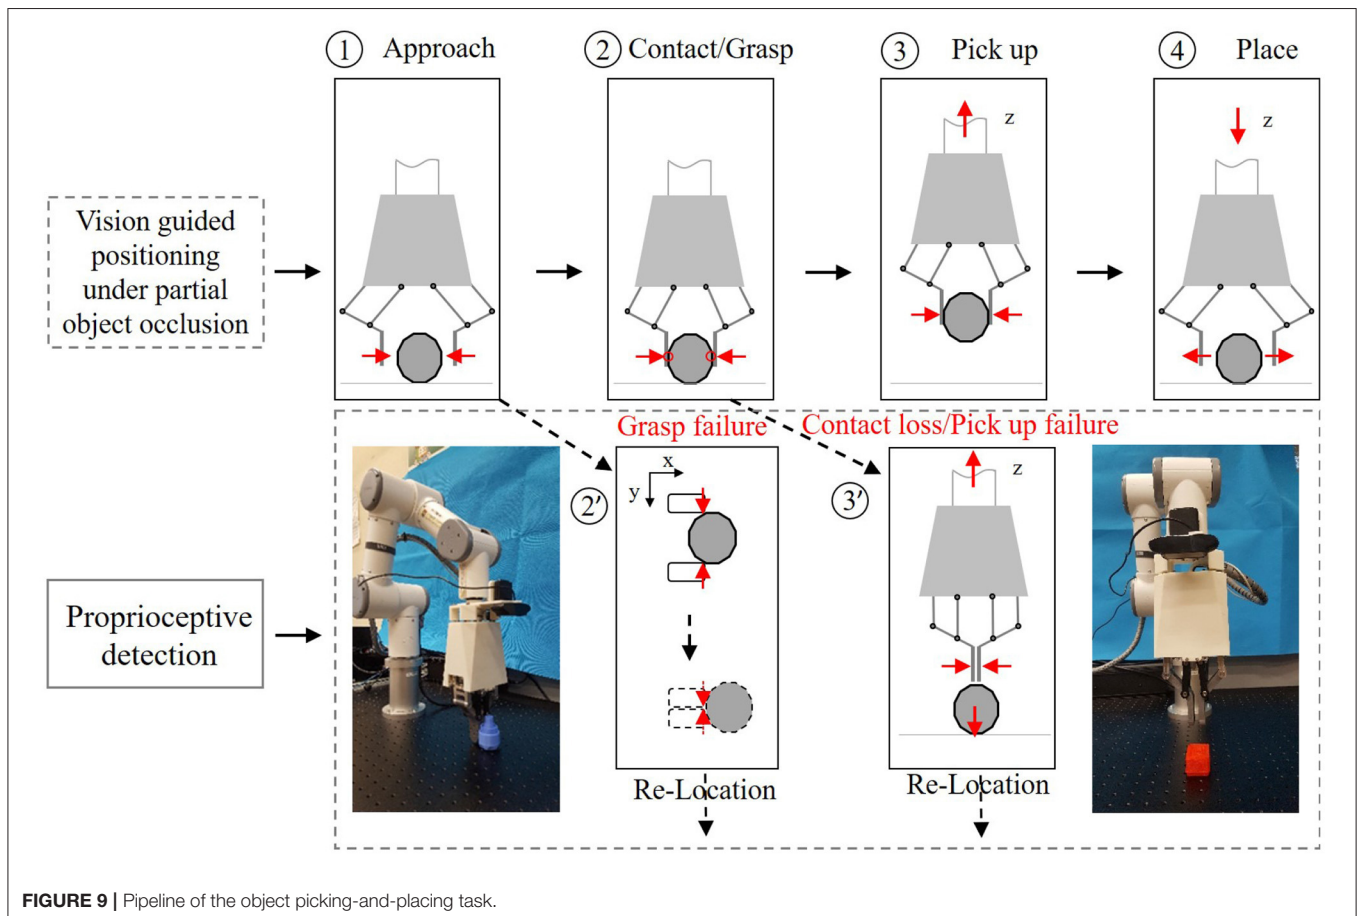 1 Approach
2 Contact/Grasp
3 Pick up
4 Place
z
z
Vision guided
positioning
under partial
object occlusion
Grasp failure
Contact loss/Pick up failure
x
y
2′
3′
z
Proprioceptive
detection
Re-Location
Re-Location
FIGURE 9 | Pipeline of the object picking-and-placing task.